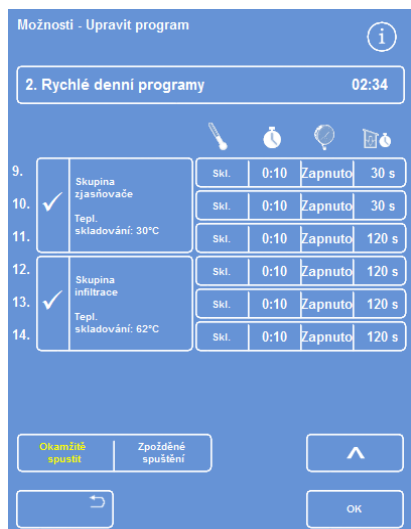 Možnosti - Upravit program
i
2. Rychlé denní programy 02:34
9. Skl. 0:10 Zapnuto 30 s
Skupina
zjasňovače
10. Skl. 0:10 Zapnuto 30 s
Tepl.
skladování: 30°C
11. Skl. 0:10 Zapnuto 120 s
12. Skl. 0:10 Zapnuto 120 s
Skupina
infiltrace
13. Skl. 0:10 Zapnuto 120 s
Tepl.
skladování: 62°C
14. Skl. 0:10 Zapnuto 120 s
Okamžitě
spustit
Zpožděné
spuštění
OK